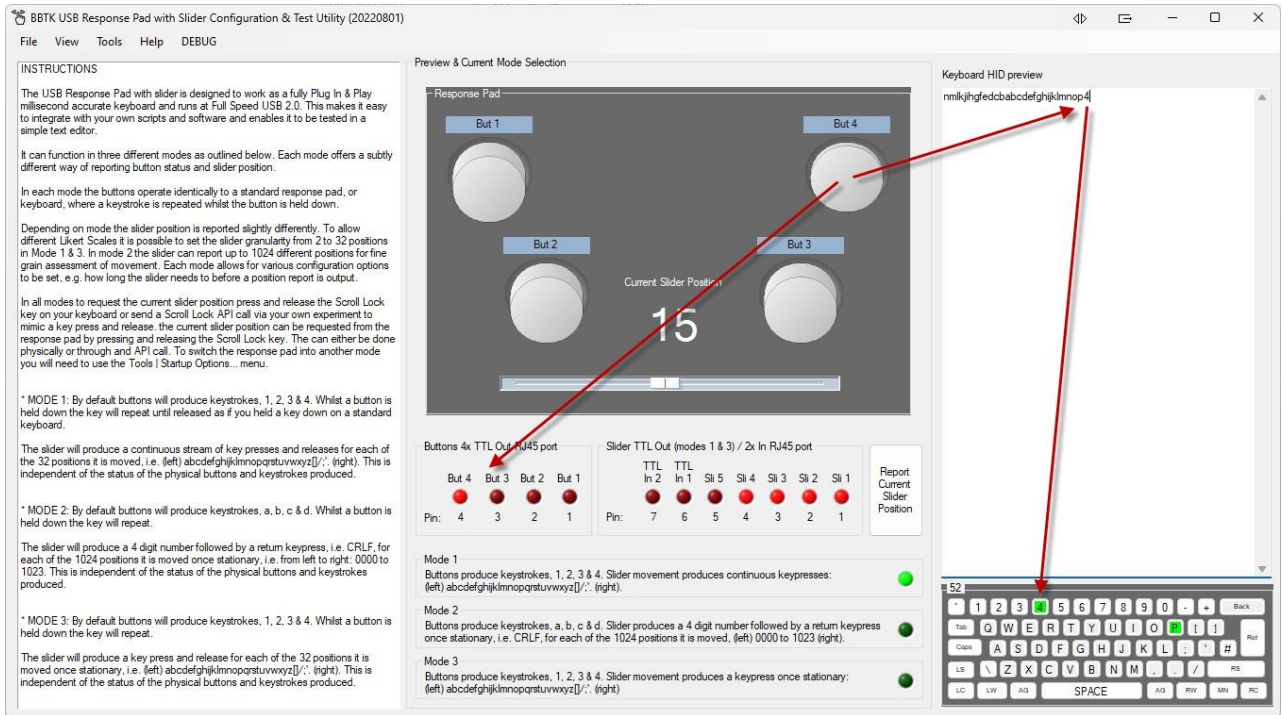 BBTK USB Response Pad with Slider Configuration & Test Utility (20220801)
File View Tools Help DEBUG
INSTRUCTIONS
The USB Response Pad with slider is designed to work as a fully Plug In & Play
millisecond accurate keyboard and runs at Full Speed USB 2.0. This makes it easy
to integrate with your own scripts and software and enables it to be tested in a
simple text editor.
It can function in three different modes as outlined below. Each mode offers a subtly
different way of reporting button status and slider position.
In each mode the buttons operate identically to a standard response pad, or
keyboard, where a keystroke is repeated whilst the button is held down.
Depending on mode the slider position is reported slightly differently. To allow
different Likert Scales it is possible to set the slider granularity from 2 to 32 positions
in Mode 1 & 3. In mode 2 the slider can report up to 1024 different positions for fine
grain assessment of movement. Each mode allows for various configuration options
to be set, e.g. how long the slider needs to before a position report is output.
In all modes to request the current slider position press and release the Scroll Lock
key on your keyboard or send a Scroll Lock API call via your own experiment to
mimic a key press and release. the current slider position can be requested from the
response pad by pressing and releasing the Scroll Lock key. The can either be done
physically or through and API call. To switch the response pad into another mode
you will need to use the Tools | Startup Options... menu.
* MODE 1: By default buttons will produce keystrokes, 1, 2, 3 & 4. Whilst a button is
held down the key will repeat until released as if you held a key down on a standard
keyboard.
The slider will produce a continuous stream of key presses and releases for each of
the 32 positions it is moved, i.e. (left) abcdefghijklmnopqrstuvwxyz[]/;'. (right). This is
independent of the status of the physical buttons and keystrokes produced.
* MODE 2: By default buttons will produce keystrokes, a, b, c & d. Whilst a button is
held down the key will repeat.
The slider will produce a 4 digit number followed by a return keypress, i.e. CRLF, for
each of the 1024 positions it is moved once stationary, i.e. from left to right: 0000 to
1023. This is independent of the status of the physical buttons and keystrokes
produced.
* MODE 3: By default buttons will produce keystrokes, 1, 2, 3 & 4. Whilst a button is
held down the key will repeat.
The slider will produce a key press and release for each of the 32 positions it is
moved once stationary, i.e. (left) abcdefghijklmnopqrstuvwxyz[]/;'. (right). This is
independent of the status of the physical buttons and keystrokes produced.
Preview & Current Mode Selection
Response Pad
But 1 But 4
But 2 But 3
Current Slider Position
15
Buttons 4x TTL Out RJ45 port
But 4 But 3 But 2 But 1
Pin: 4 3 2 1
Slider TTL Out (modes 1 & 3) / 2x In RJ45 port
TTL TTL
In 2 In 1 Sli 5 Sli 4 Sli 3 Sli 2 Sli 1
Pin: 7 6 5 4 3 2 1
Report
Current
Slider
Position
Mode 1
Buttons produce keystrokes, 1, 2, 3 & 4. Slider movement produces continuous keypresses:
(left) abcdefghijklmnopqrstuvwxyz[]/;'. (right)
Mode 2
Buttons produce keystrokes, a, b, c & d. Slider produces a 4 digit number followed by a return keypress
once stationary, i.e. CRLF, for each of the 1024 positions it is moved, (left) 0000 to 1023 (right).
Mode 3
Buttons produce keystrokes, 1, 2, 3 & 4. Slider movement produces a keypress once stationary:
(left) abcdefghijklmnopqrstuvwxyz[]/;'. (right)
Keyboard HID preview
nmlkjihgfedcbabcdefghijklmnop4
52
` 1 2 3 4 5 6 7 8 9 0 - + Back
Tab Q W E R T Y U I O P [ ] Ret
Caps A S D F G H J K L ; ' #
LS \ Z X C V B N M , . / RS
LC LW AG SPACE AG RW MN RC